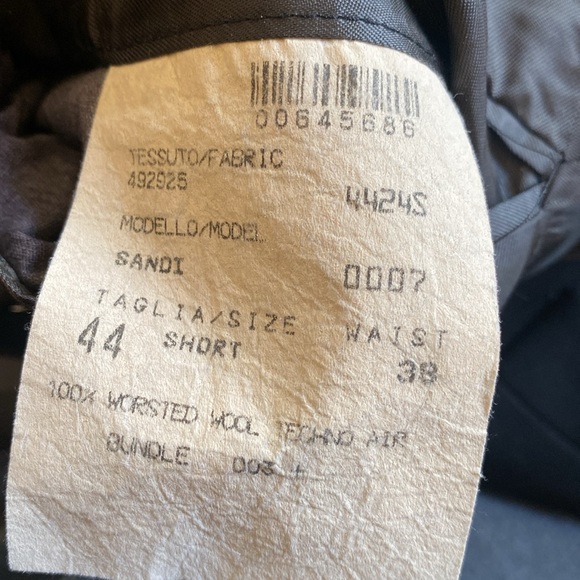 00645686
TESSUTO/FABRIC
492925
4424S
MODELLO/MODEL
SANDI
0007
TAGLIA/SIZE WAIST
44 SHORT 38
100% WORSTED WOOL TECHNO AIR
BUNDLE 003 +